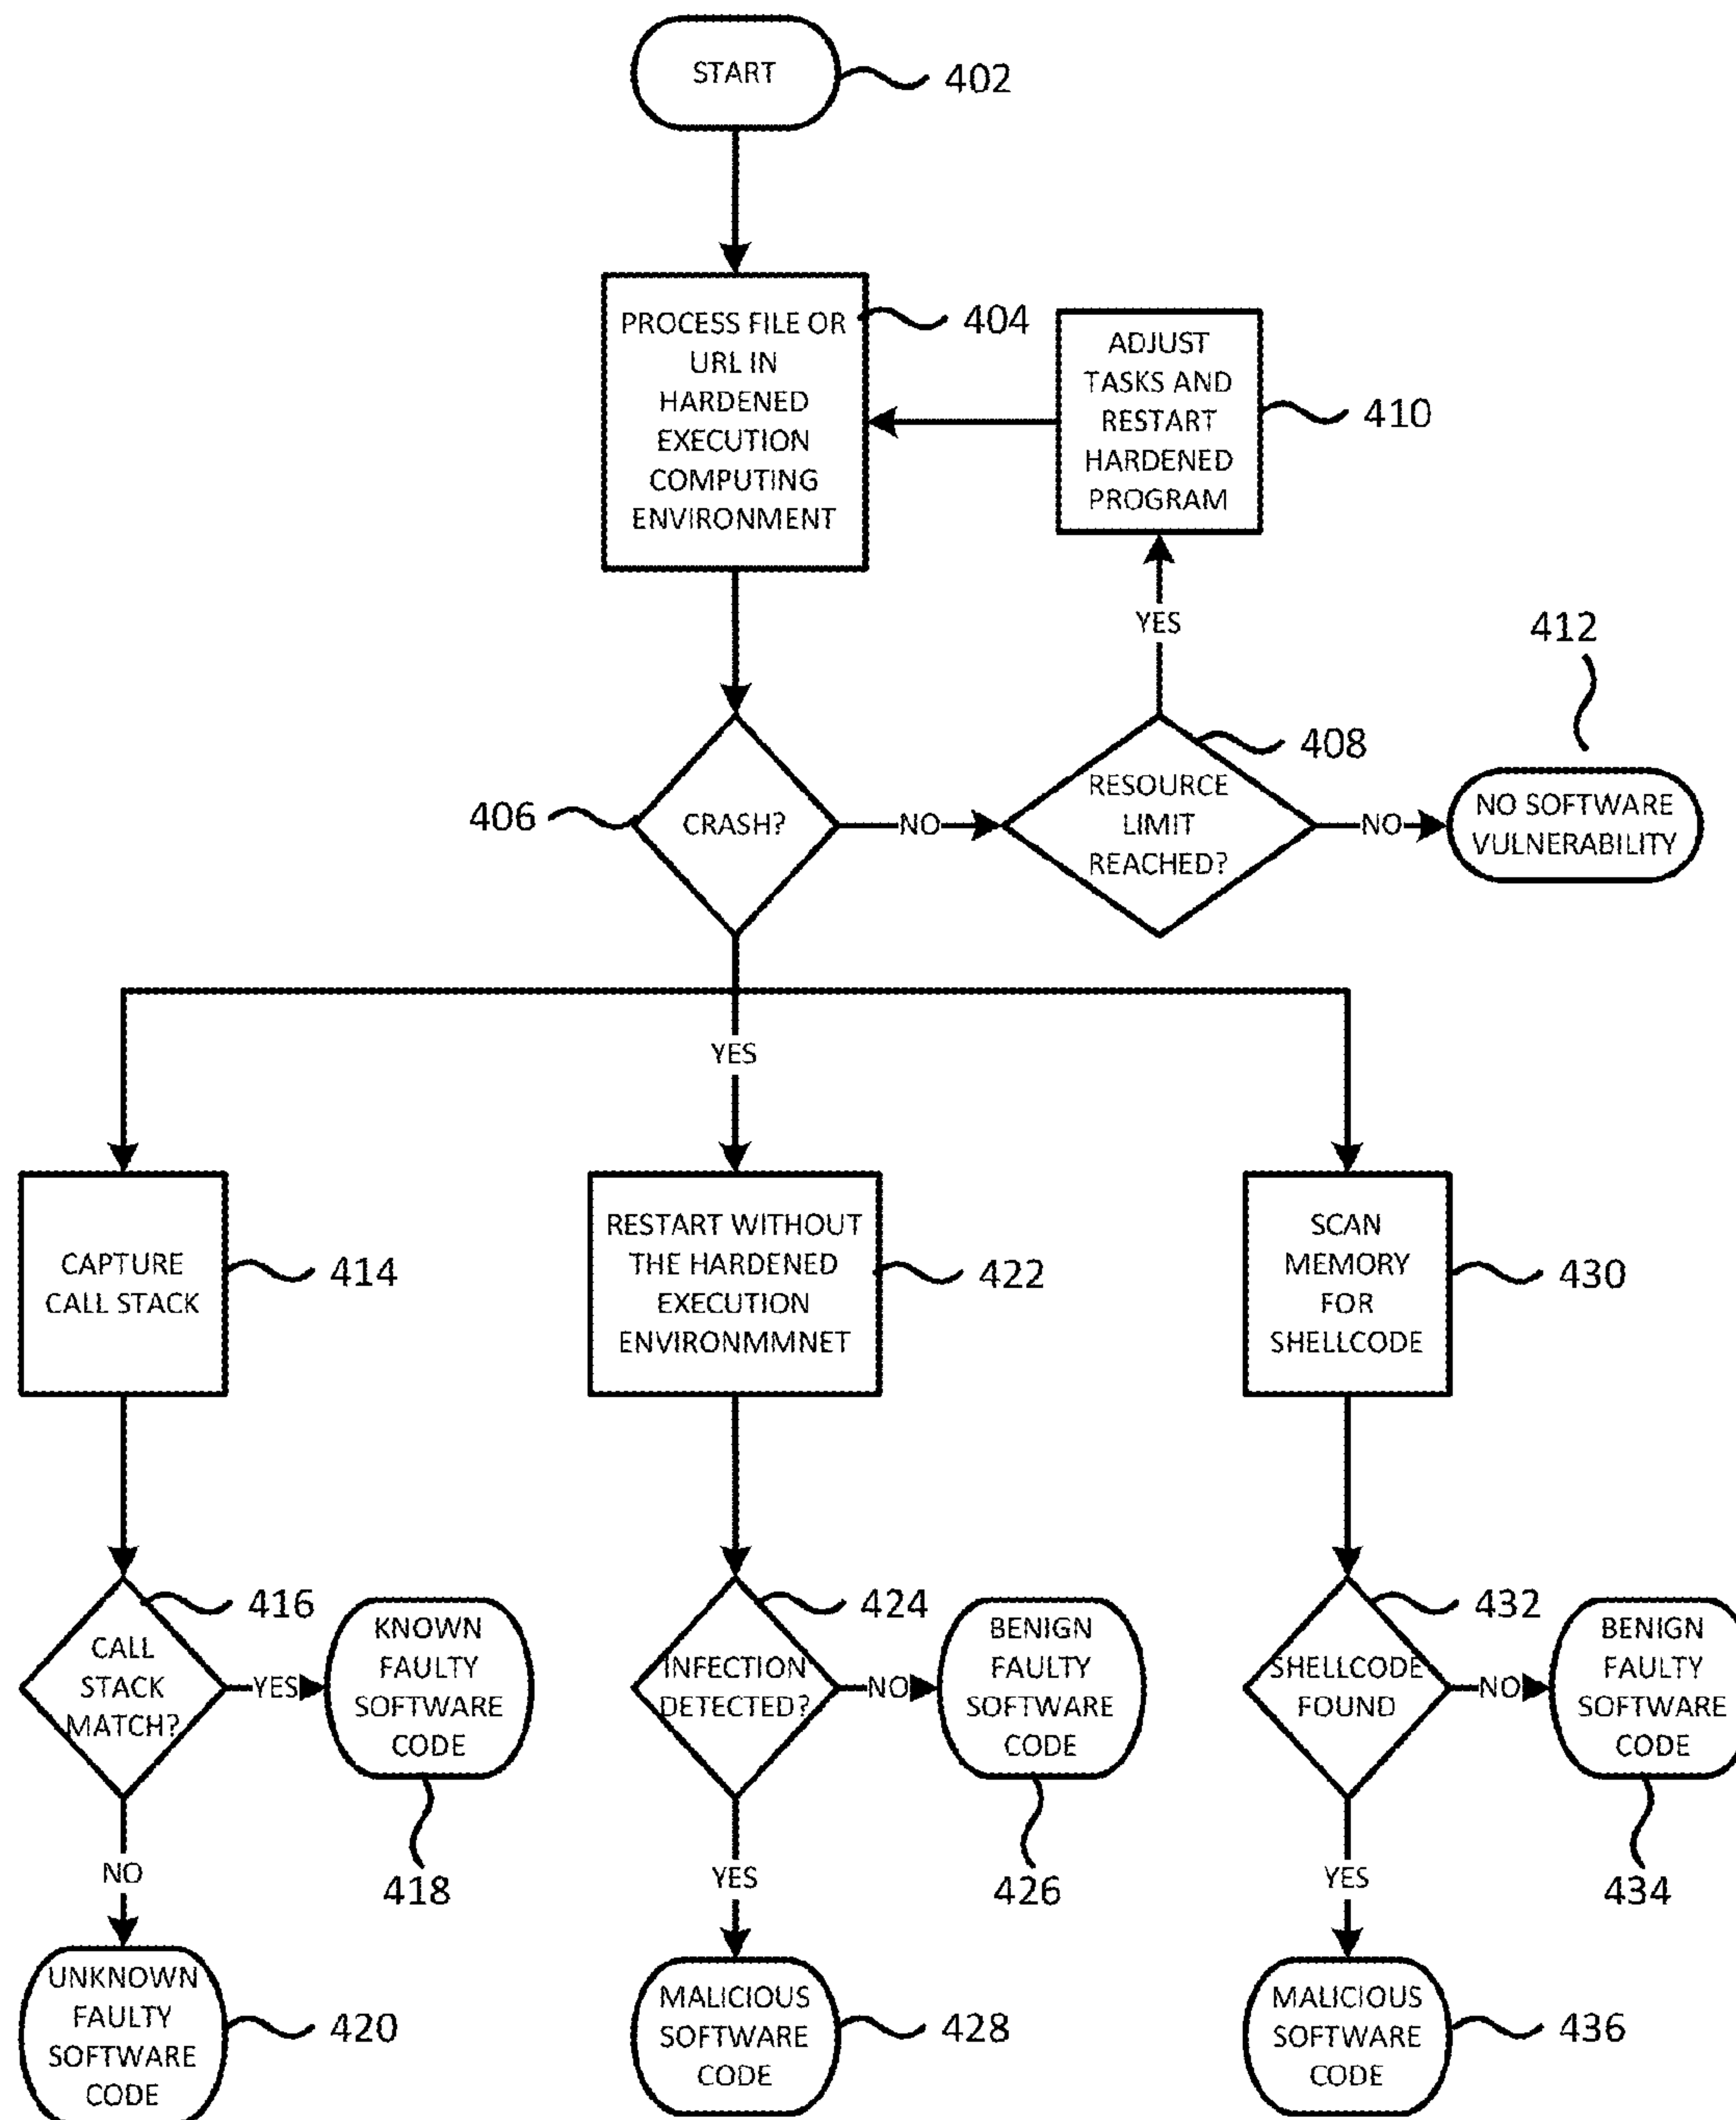 START
402
PROCESS FILE OR
URL IN
HARDENED
EXECUTION
COMPUTING
ENVIRONMENT
404
ADJUST
TASKS AND
RESTART
HARDENED
PROGRAM
410
YES
412
406
CRASH?
NO
408
RESOURCE
LIMIT
REACHED?
NO
NO SOFTWARE
VULNERABILITY
YES
CAPTURE
CALL STACK
414
RESTART WITHOUT
THE HARDENED
EXECUTION
ENVIRONMMNET
422
SCAN
MEMORY
FOR
SHELLCODE
430
416
CALL
STACK
MATCH?
YES
KNOWN
FAULTY
SOFTWARE
CODE
418
424
INFECTION
DETECTED?
NO
BENIGN
FAULTY
SOFTWARE
CODE
426
432
SHELLCODE
FOUND
NO
BENIGN
FAULTY
SOFTWARE
CODE
434
NO
YES
YES
UNKNOWN
FAULTY
SOFTWARE
CODE
420
MALICIOUS
SOFTWARE
CODE
428
MALICIOUS
SOFTWARE
CODE
436